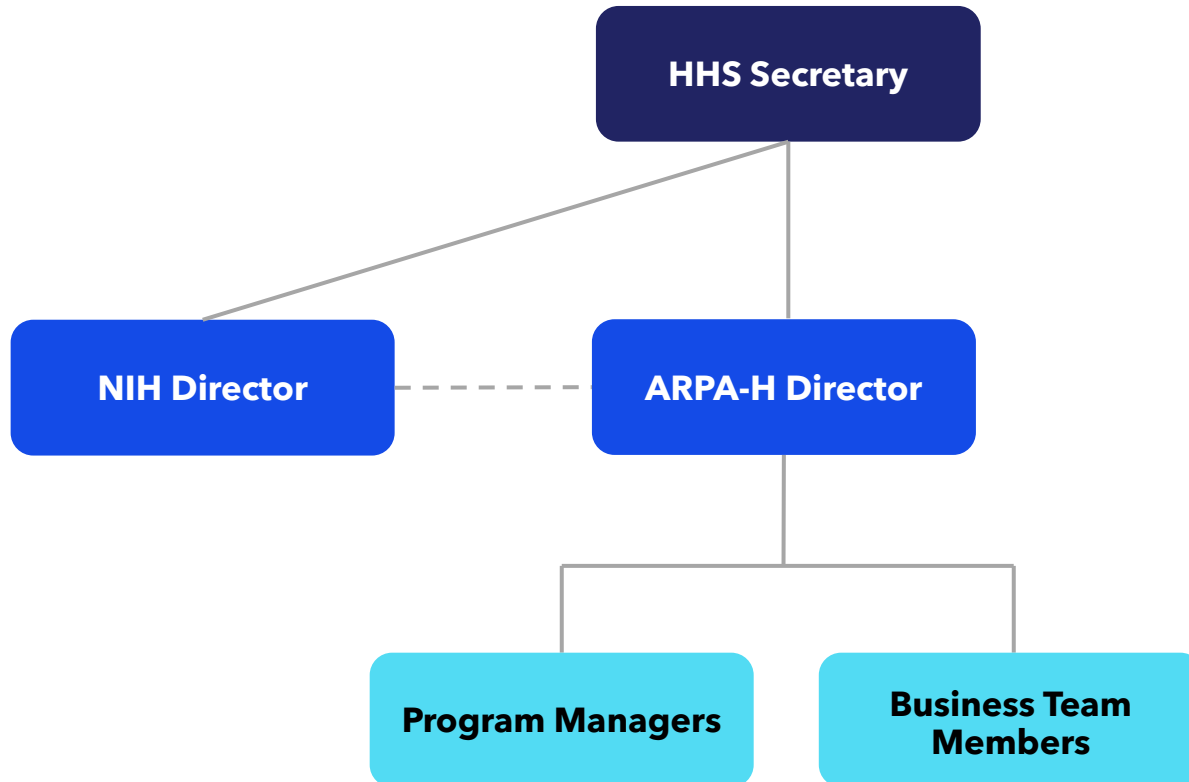 HHS Secretary
NIH Director
ARPA-H Director
Program Managers
Business Team
Members